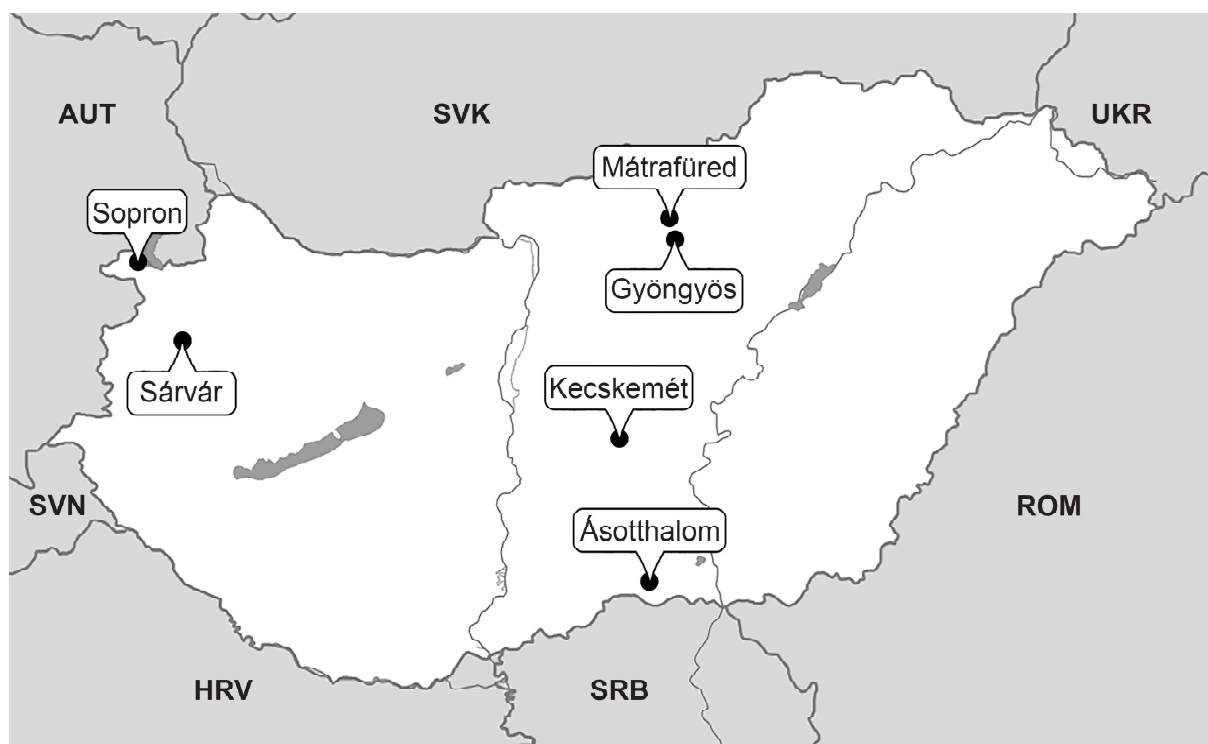 AUT
SVK
UKR
Mátrafüred
Sopron
Gyöngyös
Sárvár
Kecskemét
SVN
ROM
Ásotthalom
HRV
SRB